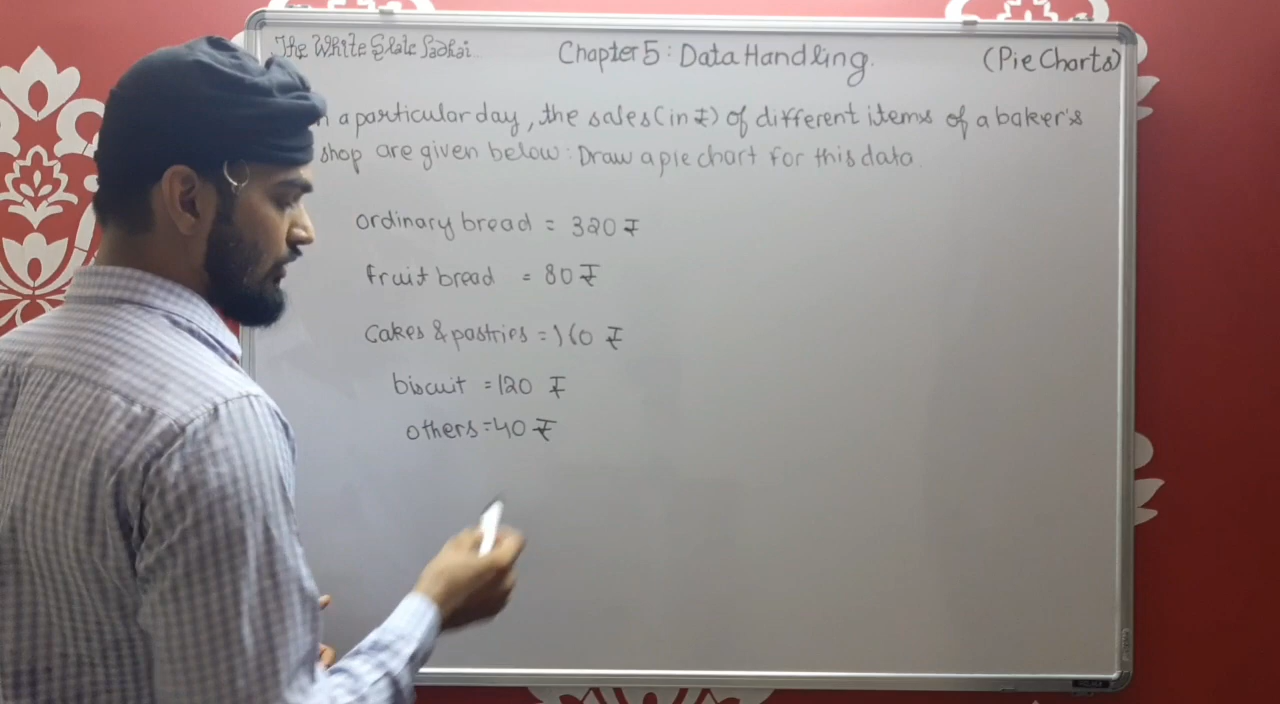 The White Slate Padhai
Chapter 5: Data Handling.
(Pie Charts)
a particular day, the sales (in ₹) of different items of a baker's
shop are given below: Draw a pie chart for this data.
ordinary bread = 320 ₹
fruit bread = 80 ₹
Cakes & pastries = 160 ₹
biscuit = 120 ₹
others = 40 ₹